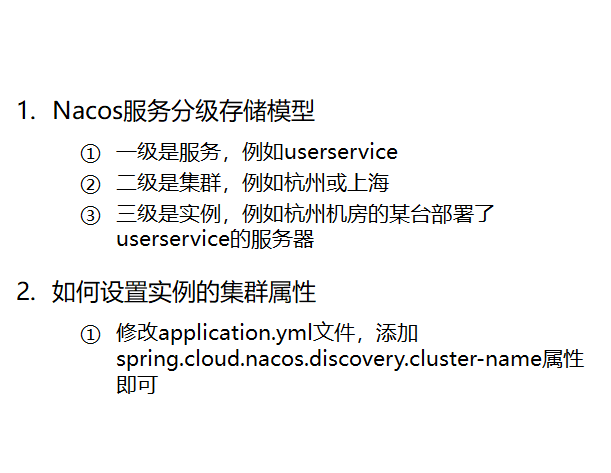 1. Nacos服务分级存储模型
① 一级是服务，例如userservice
② 二级是集群，例如杭州或上海
③ 三级是实例，例如杭州机房的某台部署了
userservice的服务器
2. 如何设置实例的集群属性
① 修改application.yml文件，添加
spring.cloud.nacos.discovery.cluster-name属性
即可